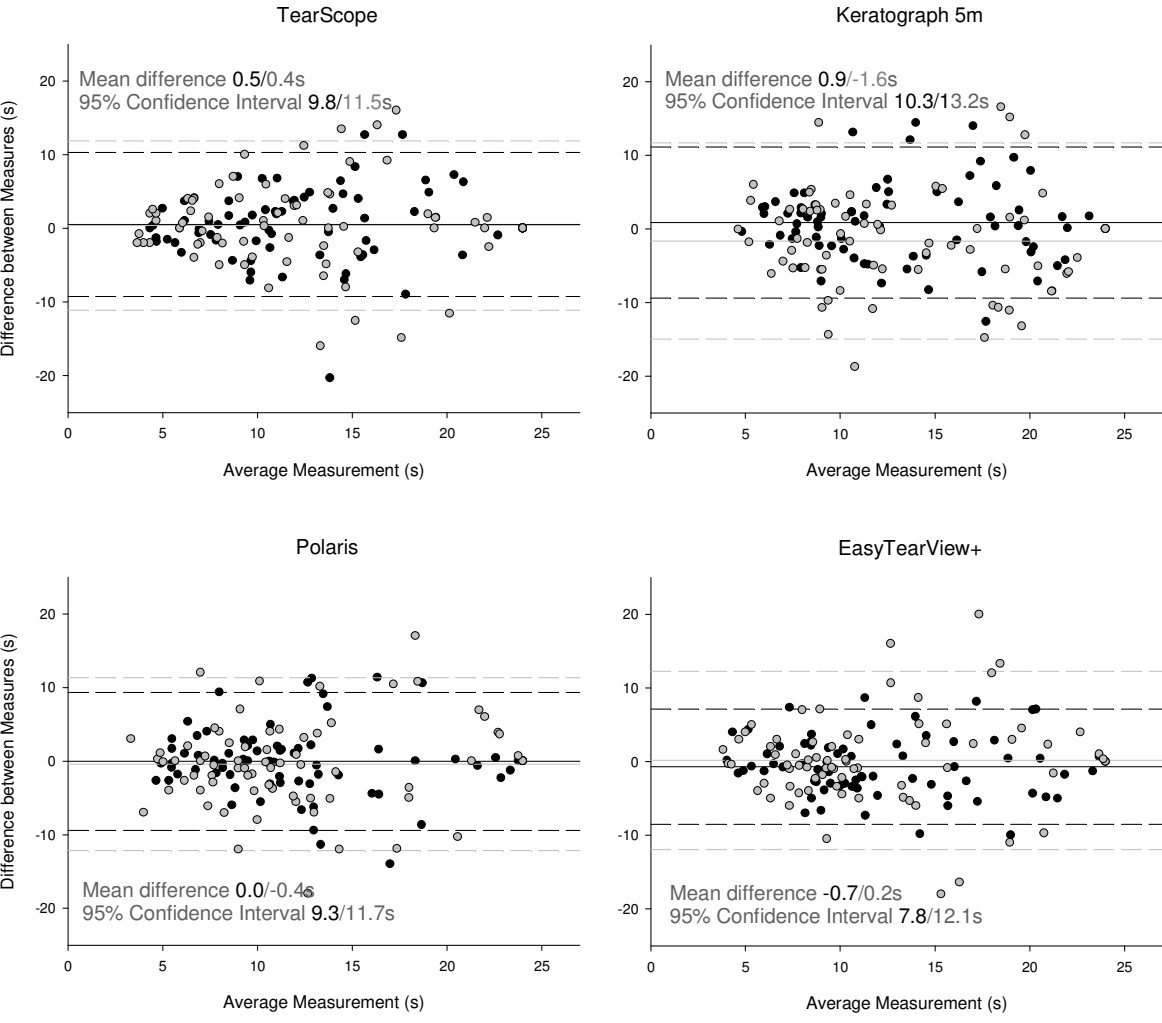 TearScope
Mean difference 0.5/0.4s
95% Confidence Interval 9.8/11.5s
Difference between Measures (s)
20
10
0
-10
-20
0 5 10 15 20 25
Average Measurement (s)
Keratograph 5m
Mean difference 0.9/-1.6s
95% Confidence Interval 10.3/13.2s
20
10
0
-10
-20
0 5 10 15 20 25
Average Measurement (s)
Polaris
Difference between Measures (s)
20
10
0
-10
-20
Mean difference 0.0/-0.4s
95% Confidence Interval 9.3/11.7s
0 5 10 15 20 25
Average Measurement (s)
EasyTearView+
20
10
0
-10
-20
Mean difference -0.7/0.2s
95% Confidence Interval 7.8/12.1s
0 5 10 15 20 25
Average Measurement (s)